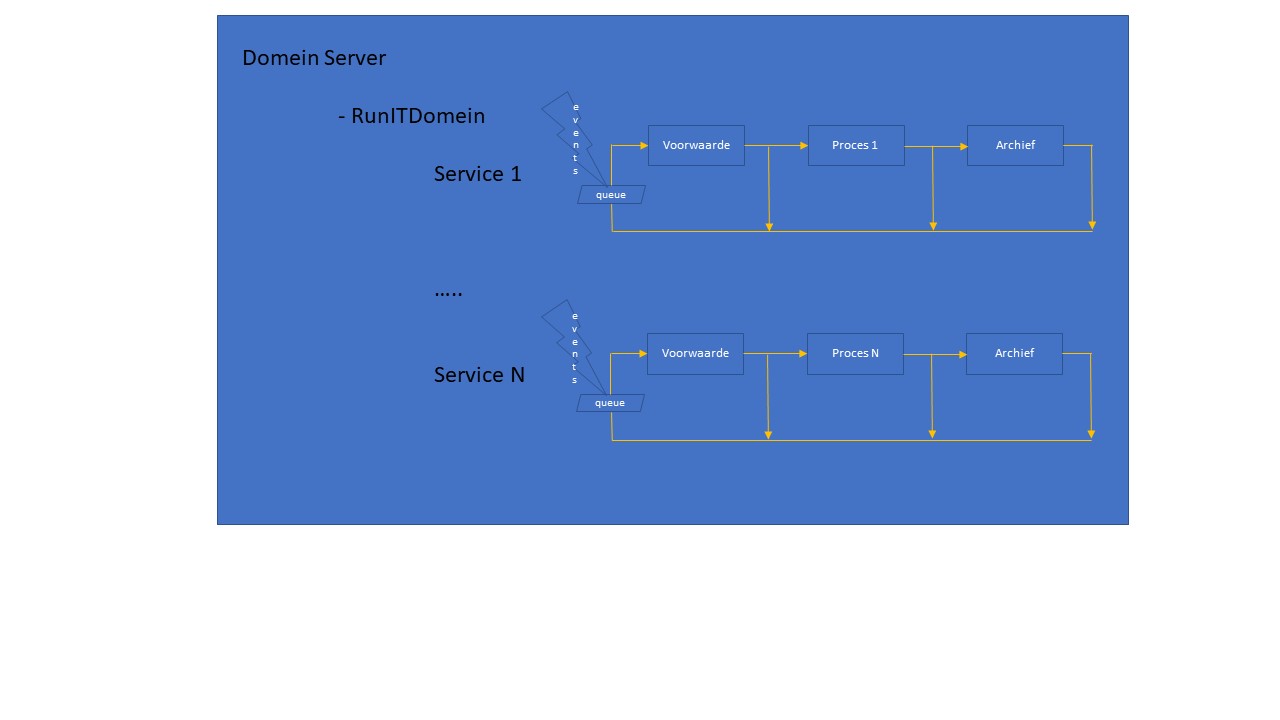 Domein Server
- RunITDomein
events
Voorwaarde
Proces 1
Archief
Service 1
queue
…..
events
Voorwaarde
Proces N
Archief
Service N
queue